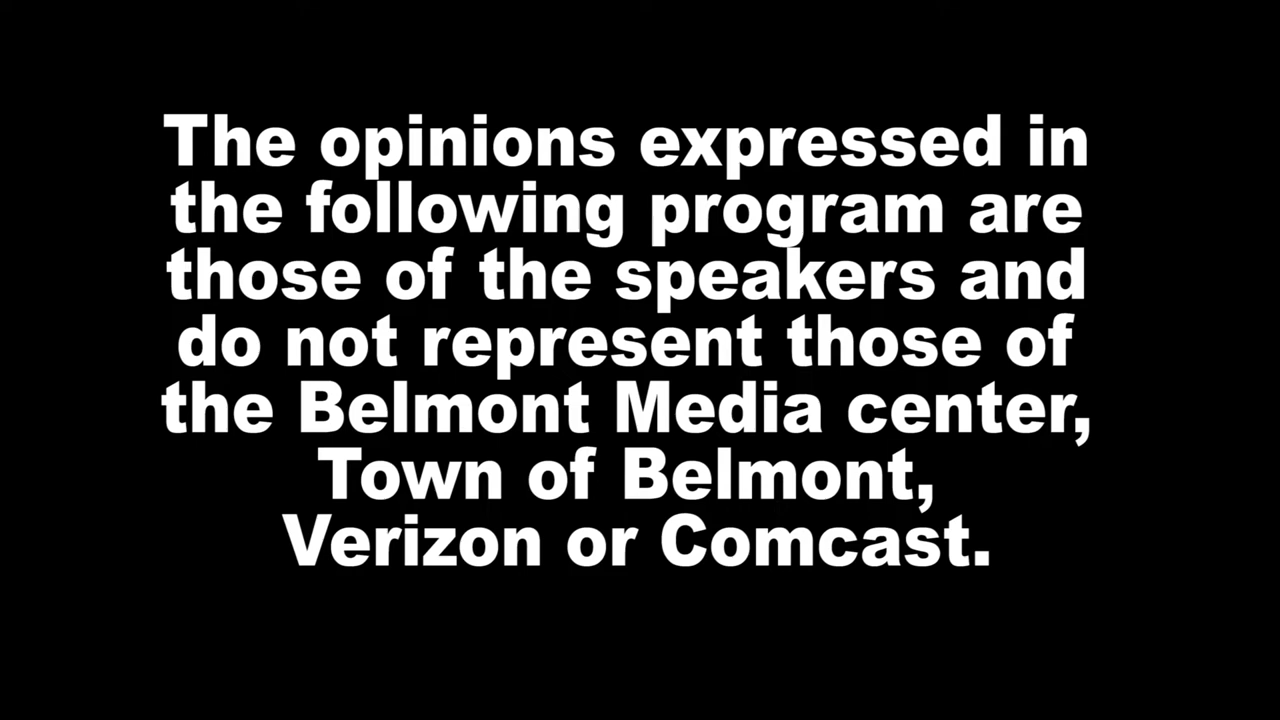 The opinions expressed in
the following program are
those of the speakers and
do not represent those of
the Belmont Media center,
Town of Belmont,
Verizon or Comcast.